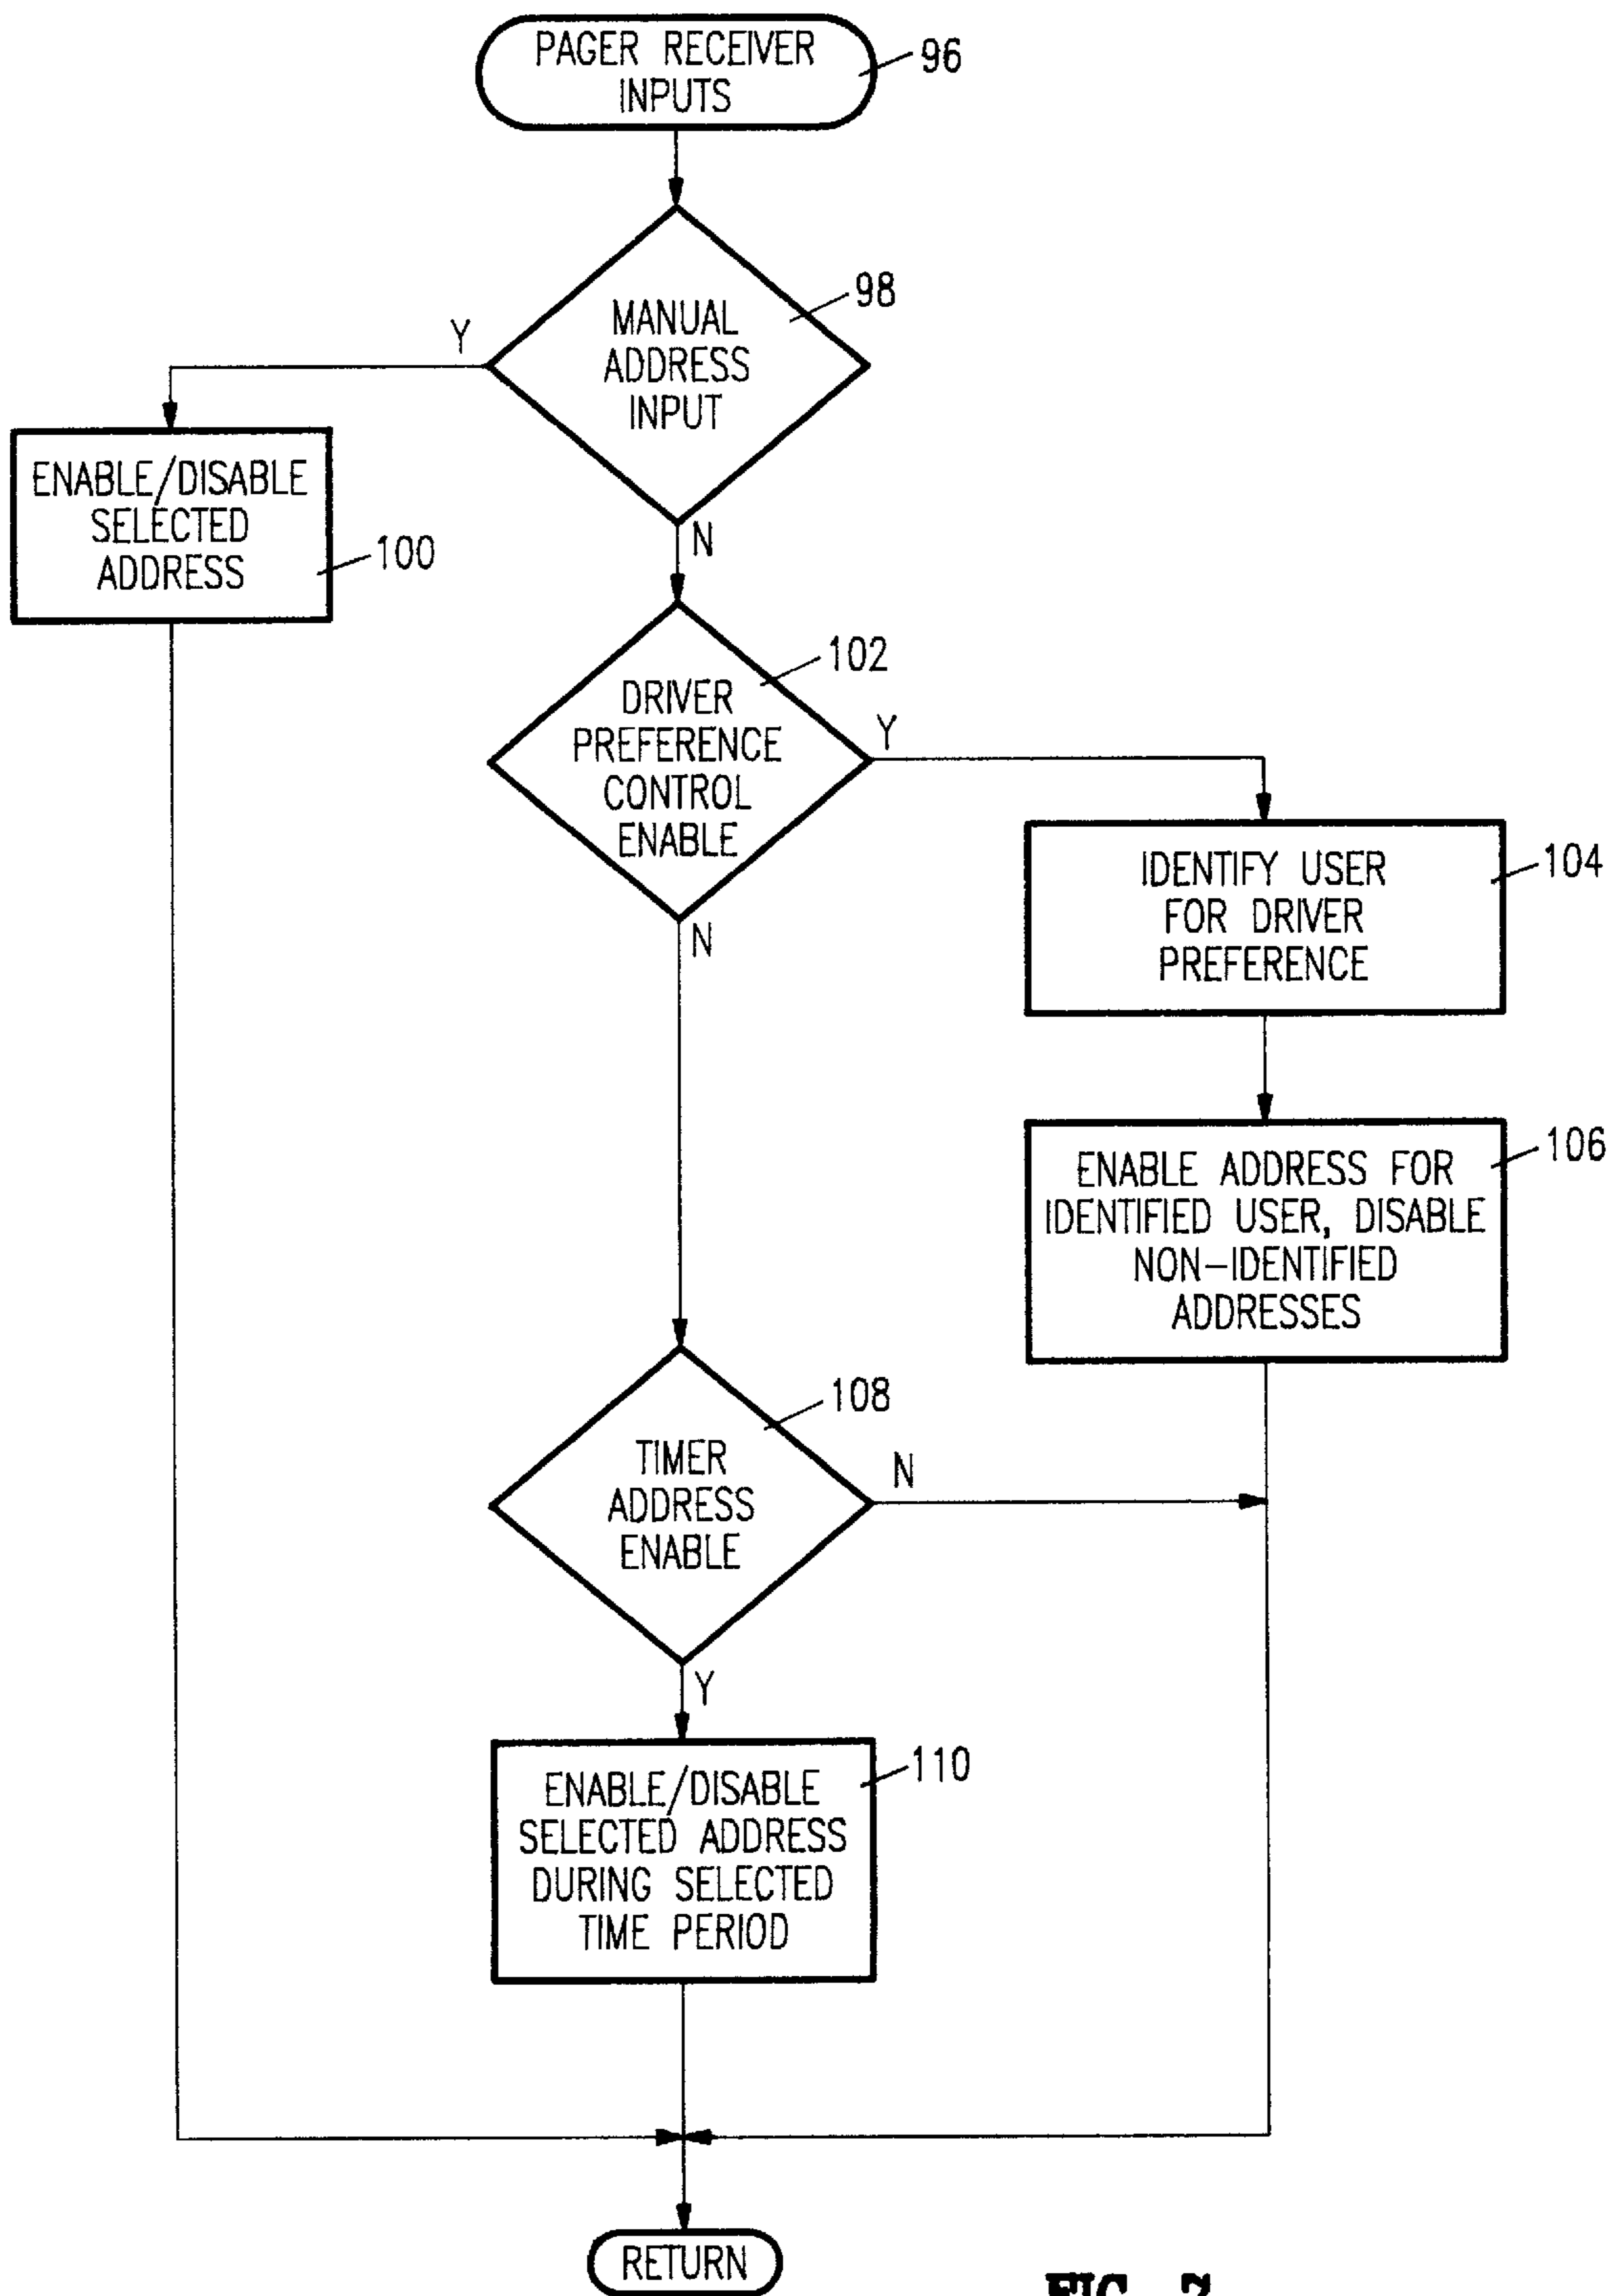 PAGER RECEIVER
INPUTS
96
98
MANUAL
ADDRESS
INPUT
Y
ENABLE/DISABLE
SELECTED
ADDRESS
100
N
102
DRIVER
PREFERENCE
CONTROL
ENABLE
Y
IDENTIFY USER
FOR DRIVER
PREFERENCE
104
N
ENABLE ADDRESS FOR
IDENTIFIED USER, DISABLE
NON-IDENTIFIED
ADDRESSES
106
108
TIMER
ADDRESS
ENABLE
N
Y
ENABLE/DISABLE
SELECTED ADDRESS
DURING SELECTED
TIME PERIOD
110
RETURN
FIG.